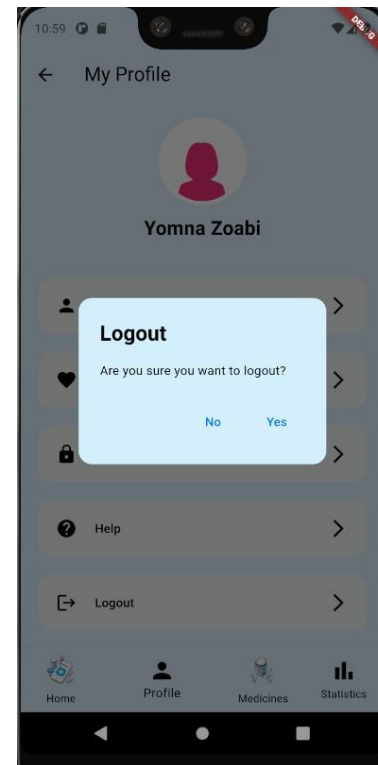 10:59
DEBUG
My Profile
Yomna Zoabi
Logout
Are you sure you want to logout?
No Yes
Help
Logout
Home Profile Medicines Statistics